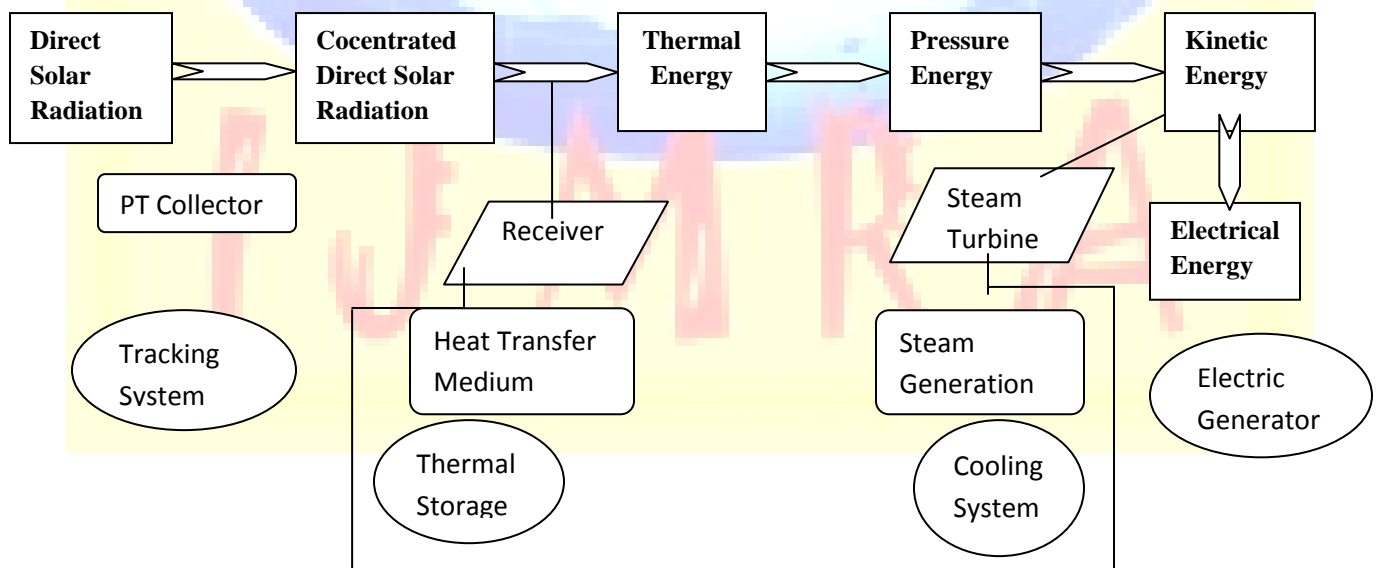 Direct
Solar
Radiation
Cocentrated
Direct Solar
Radiation
Thermal
Energy
Pressure
Energy
Kinetic
Energy
PT Collector
Receiver
Steam
Turbine
Electrical
Energy
Tracking
System
Heat Transfer
Medium
Steam
Generation
Electric
Generator
Thermal
Storage
Cooling
System
IJMRA